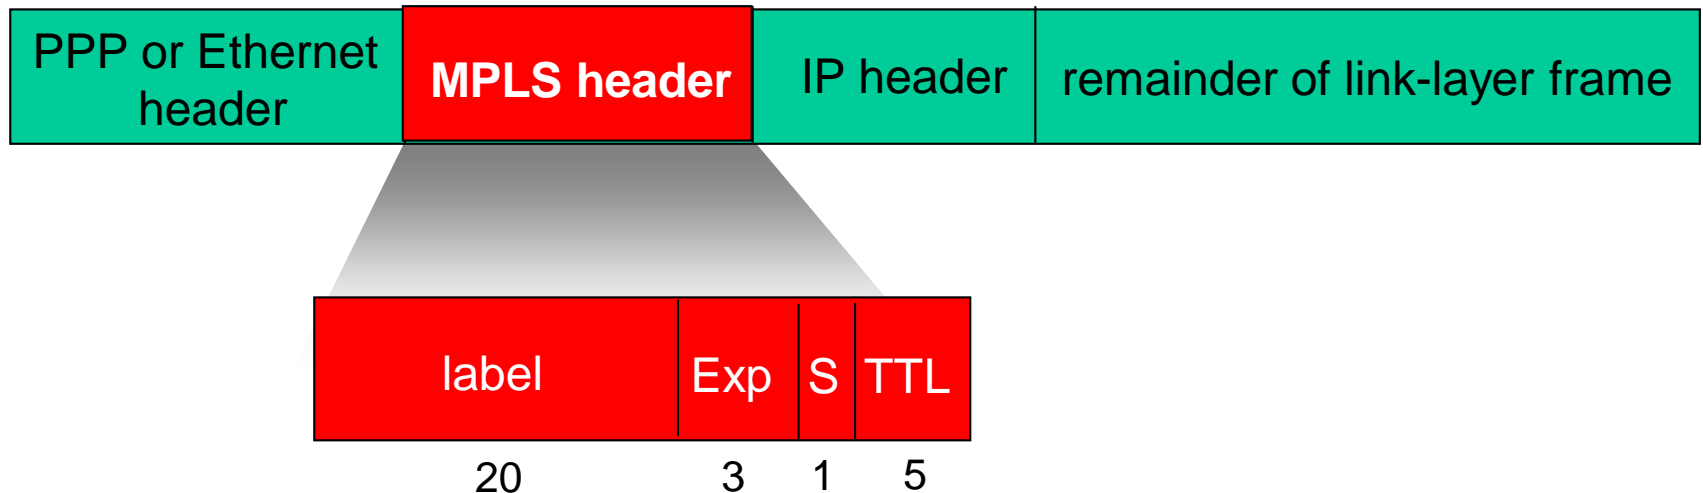 PPP or Ethernet
header
MPLS header
IP header
remainder of link-layer frame
label
Exp
S
TTL
20
3
1
5